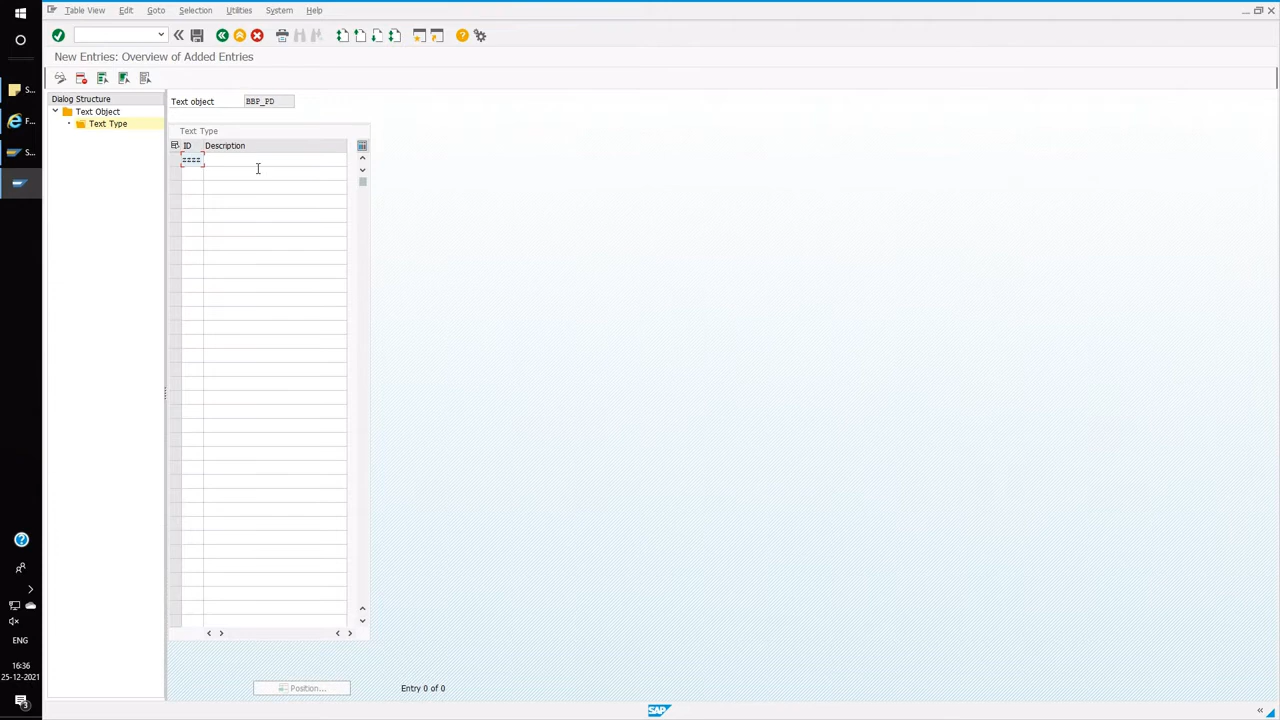 Table View Edit Goto Selection Utilities System Help
New Entries: Overview of Added Entries
Dialog Structure
Text Object
Text Type
Text object BBP_PD
Text Type
ID Description
S...
F...
S...
Position...
Entry 0 of 0
ENG
16:36
25-12-2021
3
SAP